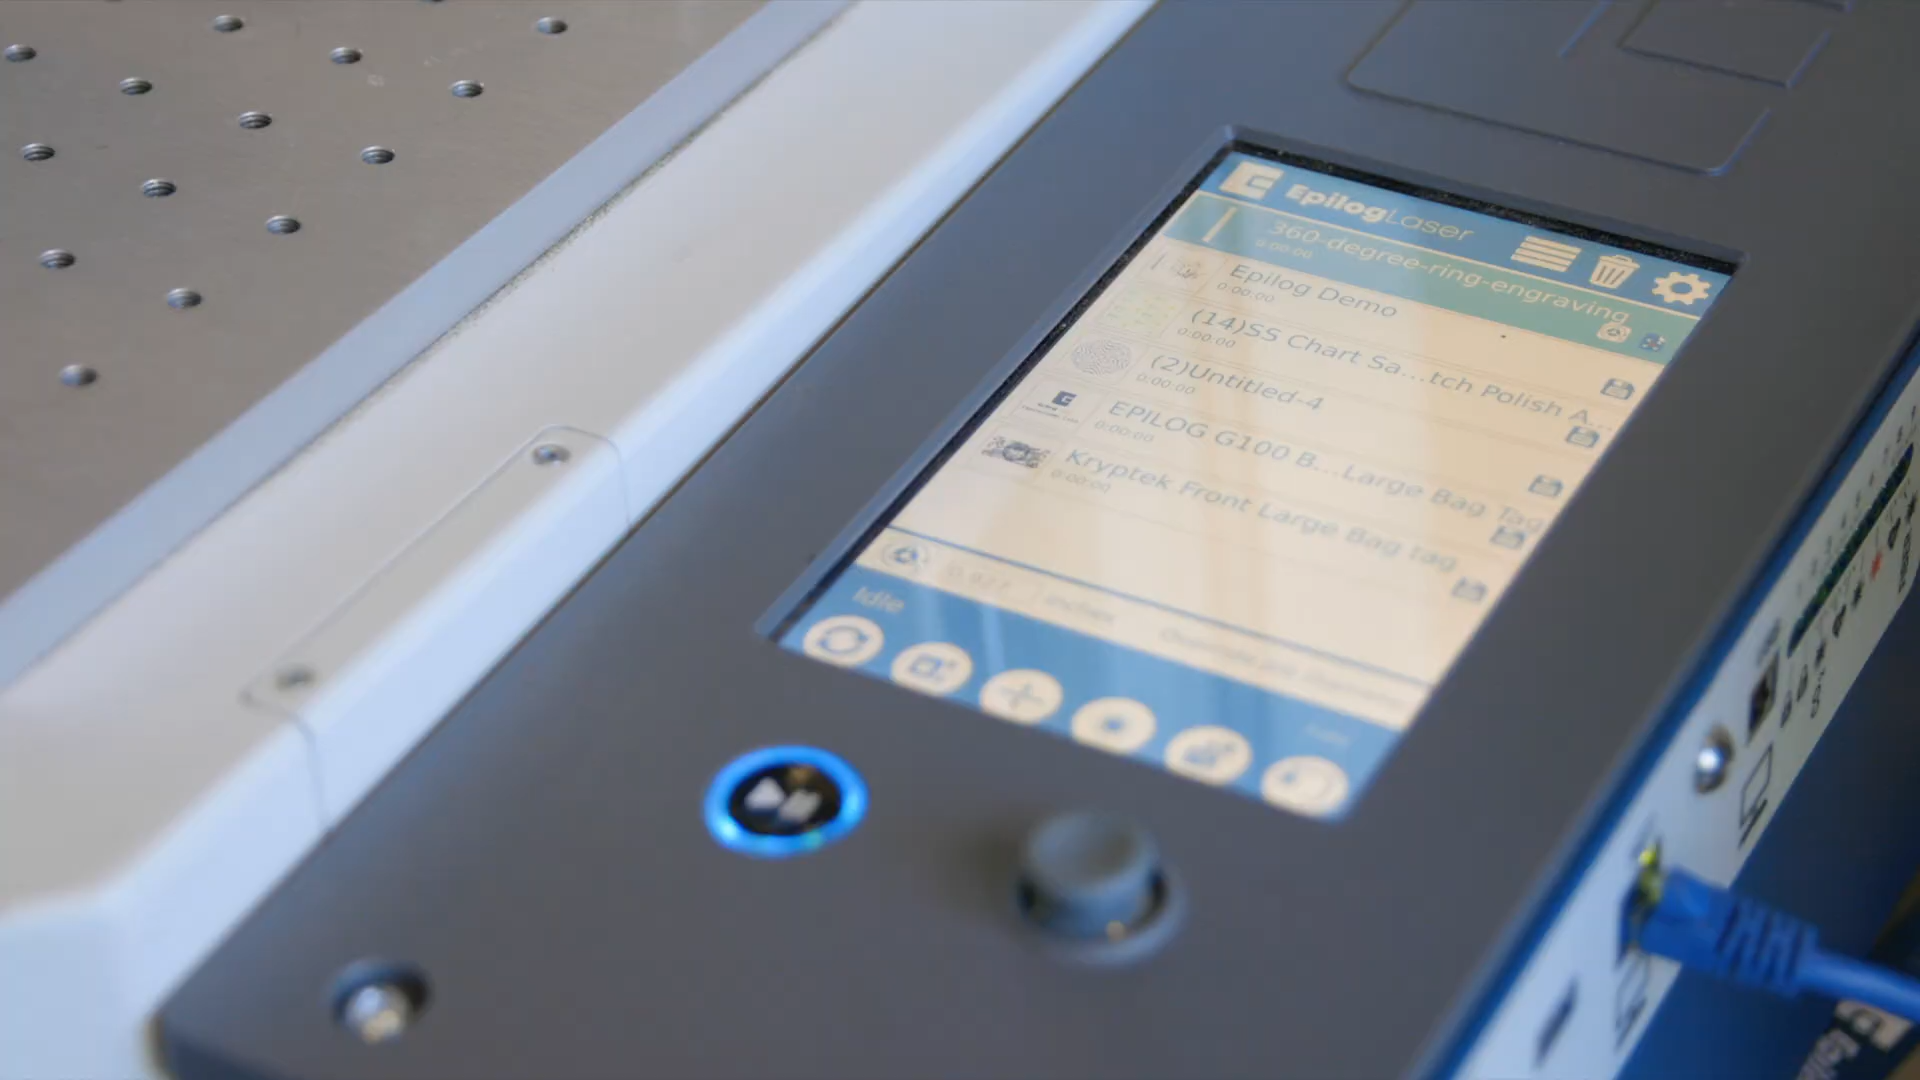 EpilogLaser
360-degree-ring-engraving
0:00:00
Epilog Demo
0:00:00
(14)SS Chart Sa...tch Polish A...
0:00:00
(2)Untitled-4
0:00:00
EPILOG G100 B...Large Bag Tag
0:00:00
Kryptek Front Large Bag tag
0:00:00
inches
Idle